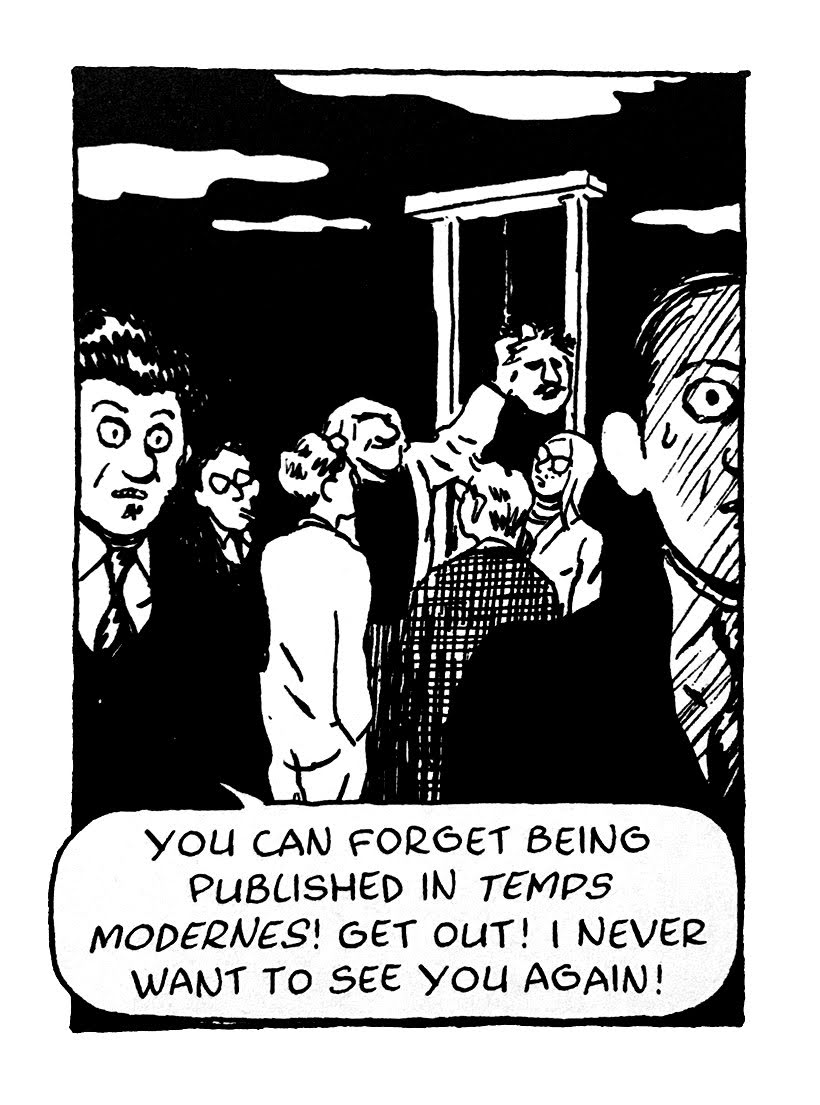 YOU CAN FORGET BEING
PUBLISHED IN TEMPS
MODERNES! GET OUT! I NEVER
WANT TO SEE YOU AGAIN!